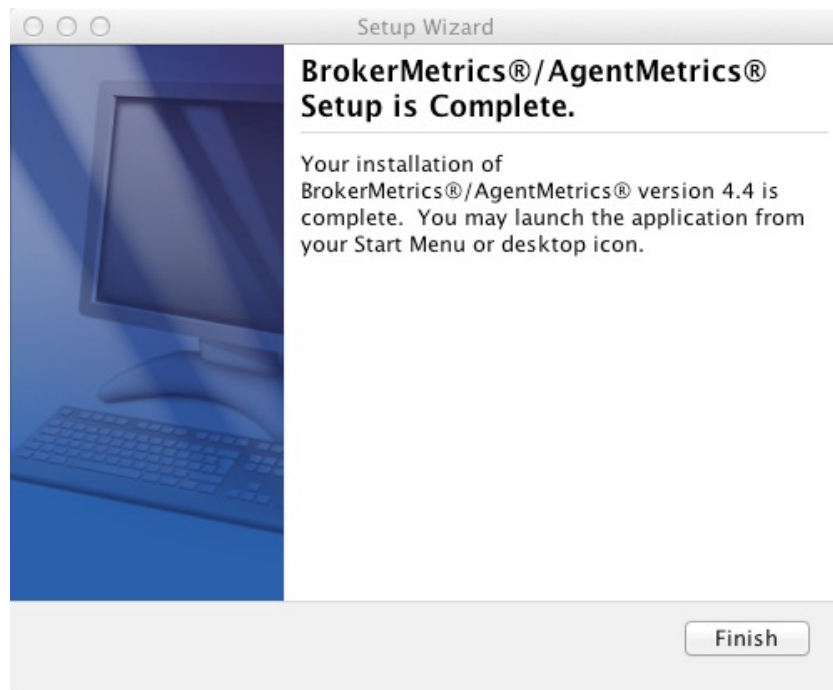 Setup Wizard
BrokerMetrics®/AgentMetrics®
Setup is Complete.
Your installation of
BrokerMetrics®/AgentMetrics® version 4.4 is
complete. You may launch the application from
your Start Menu or desktop icon.
Finish